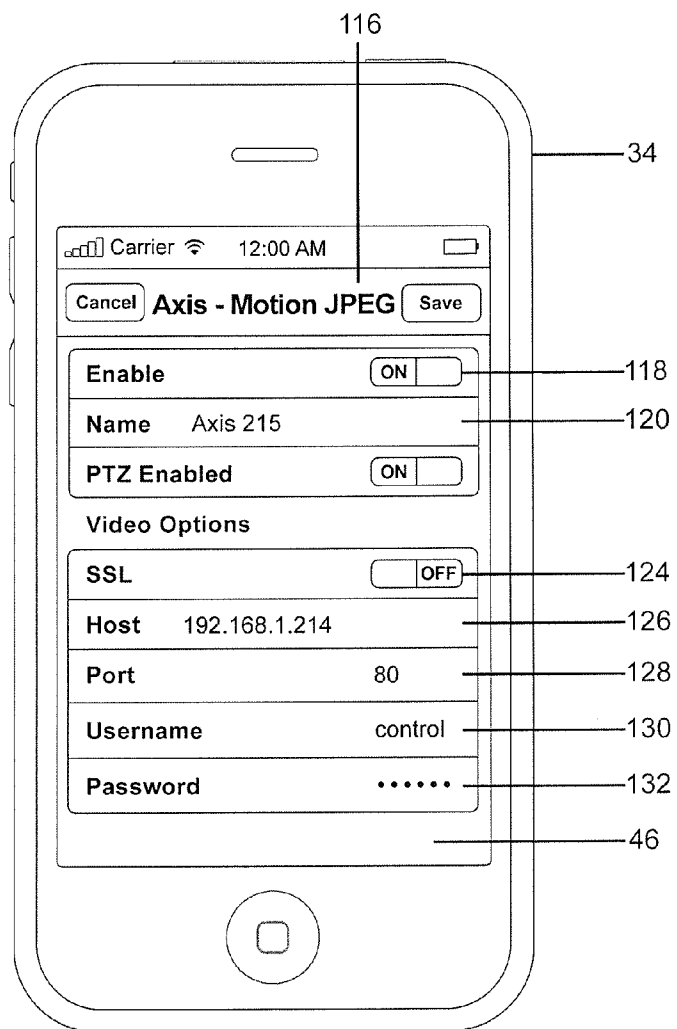 116
34
Carrier 12:00 AM
Cancel Axis - Motion JPEG Save
Enable ON 118
Name Axis 215 120
PTZ Enabled ON
Video Options
SSL OFF 124
Host 192.168.1.214 126
Port 80 128
Username control 130
Password •••••• 132
46